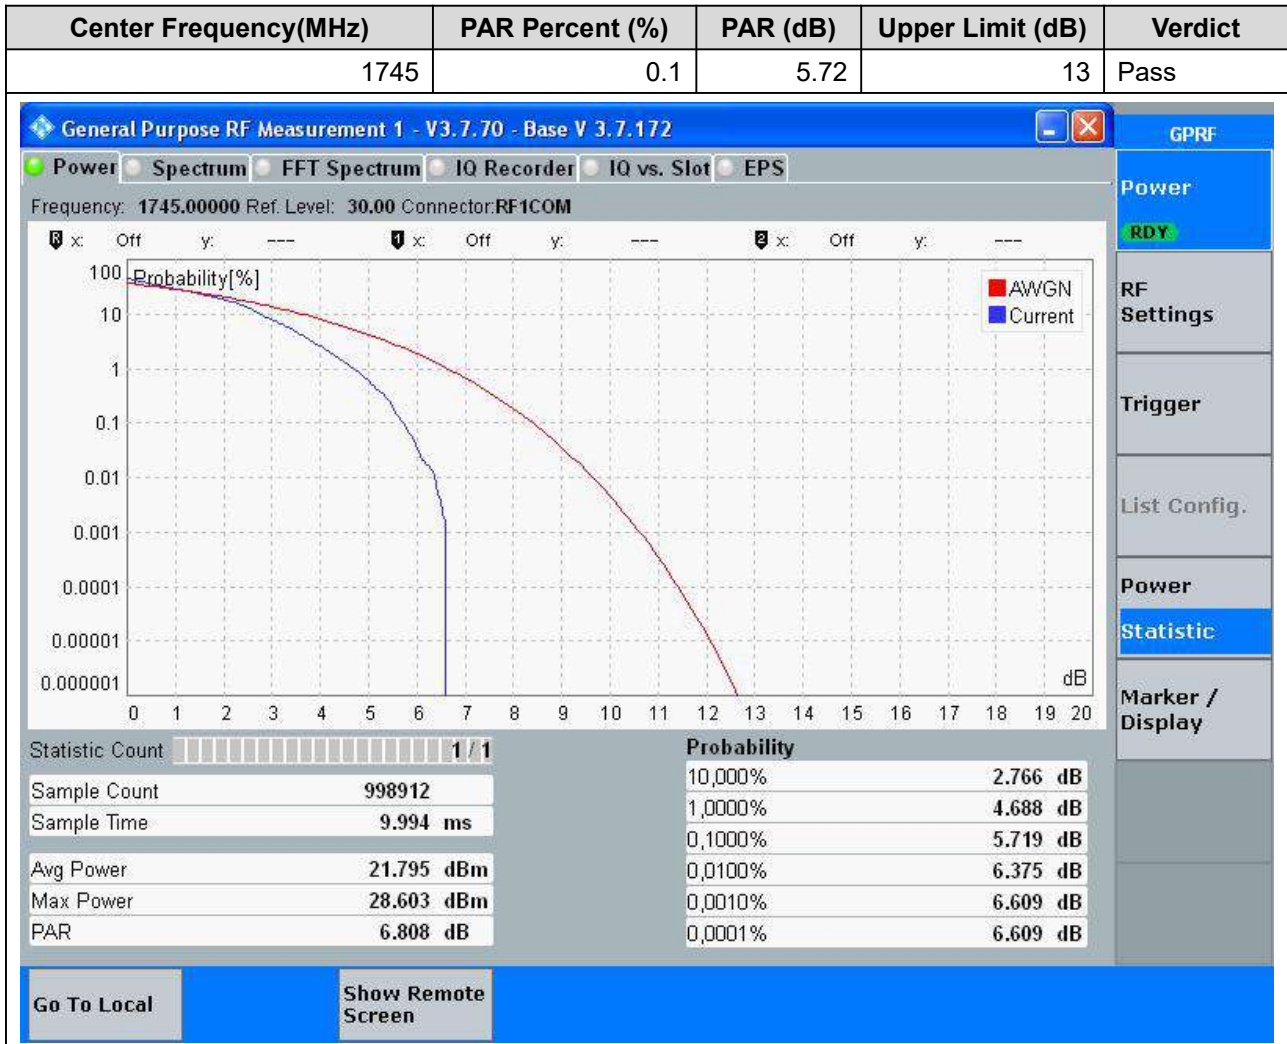 Center Frequency(MHz) PAR Percent (%) PAR (dB) Upper Limit (dB) Verdict
1745 0.1 5.72 13 Pass
General Purpose RF Measurement 1 - V3.7.70 - Base V 3.7.172
GPRF
Power Spectrum FFT Spectrum IQ Recorder IQ vs. Slot EPS
Frequency: 1745.00000 Ref. Level: 30.00 Connector:RF1COM
R x: Off y: --- 1 x: Off y: --- 2 x: Off y: ---
Probability[%]
AWGN
Current
100
10
1
0.1
0.01
0.001
0.0001
0.00001
0.000001
dB
0 1 2 3 4 5 6 7 8 9 10 11 12 13 14 15 16 17 18 19 20
Statistic Count 1 / 1
Sample Count 998912
Sample Time 9.994 ms
Avg Power 21.795 dBm
Max Power 28.603 dBm
PAR 6.808 dB
Probability
10,000% 2.766 dB
1,0000% 4.688 dB
0,1000% 5.719 dB
0,0100% 6.375 dB
0,0010% 6.609 dB
0,0001% 6.609 dB
Power
RDY
RF
Settings
Trigger
List Config.
Power
Statistic
Marker /
Display
Go To Local
Show Remote
Screen